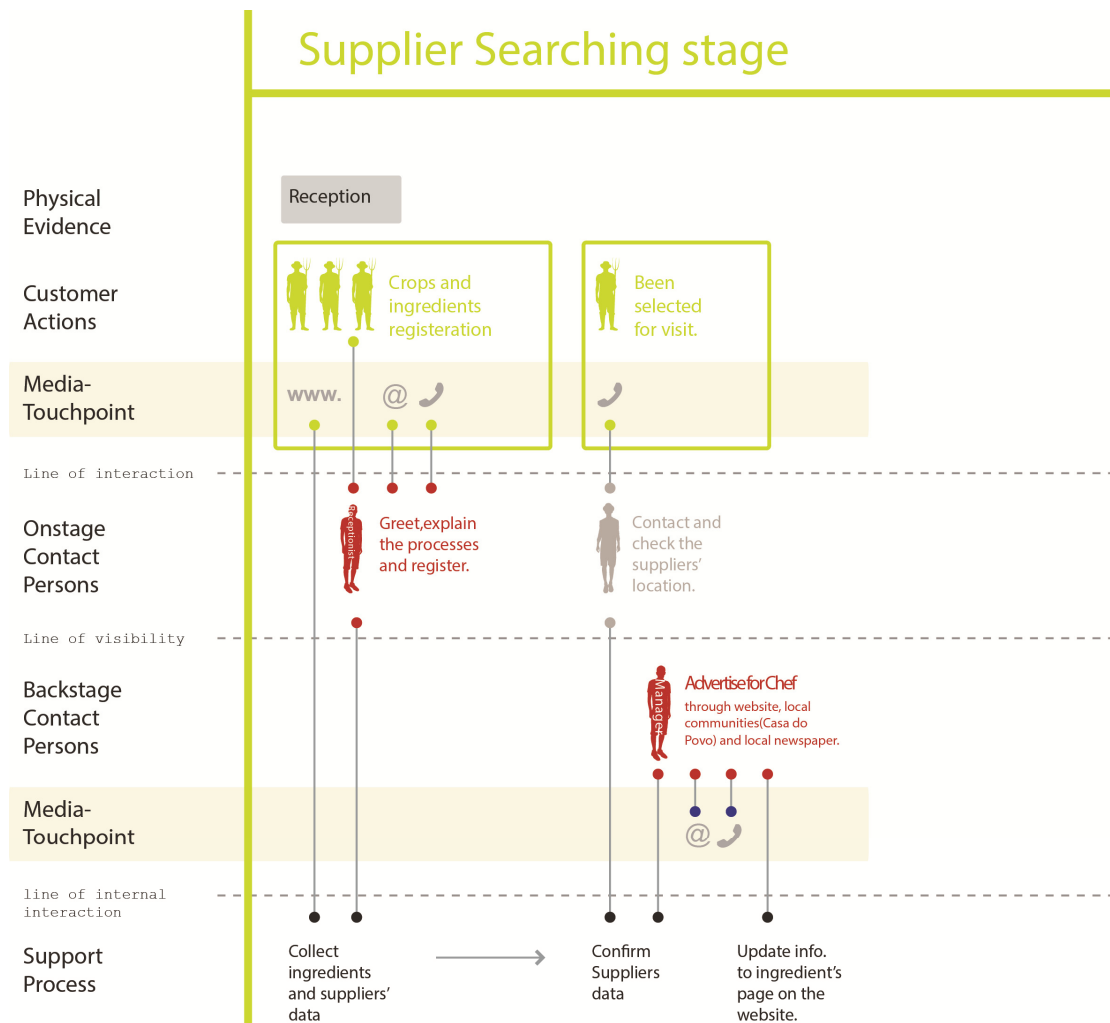 Supplier Searching stage
Physical
Evidence
Reception
Customer
Actions
Crops and
ingredients
registeration
Been
selected
for visit.
Media-
Touchpoint
www.
@
@
Line of interaction
Onstage
Contact
Persons
Receptionist
Greet,explain
the processes
and register.
Contact and
check the
suppliers’
location.
Line of visibility
Backstage
Contact
Persons
Manager
Advertise for Chef
through website, local
communities(Casa do
Povo) and local newspaper.
Media-
Touchpoint
line of internal
interaction
Support
Process
Collect
ingredients
and suppliers’
data
Confirm
Suppliers
data
Update info.
to ingredient’s
page on the
website.